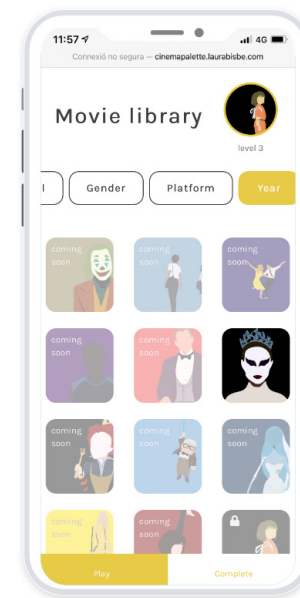 11:57
4G
Connexió no segura — cinemapalette.laurabisbe.com
Movie library
level 3
l Gender Platform Year
coming soon
coming soon
coming soon
coming soon
coming soon
coming soon
coming soon
coming soon
coming soon
coming soon
Play Complete